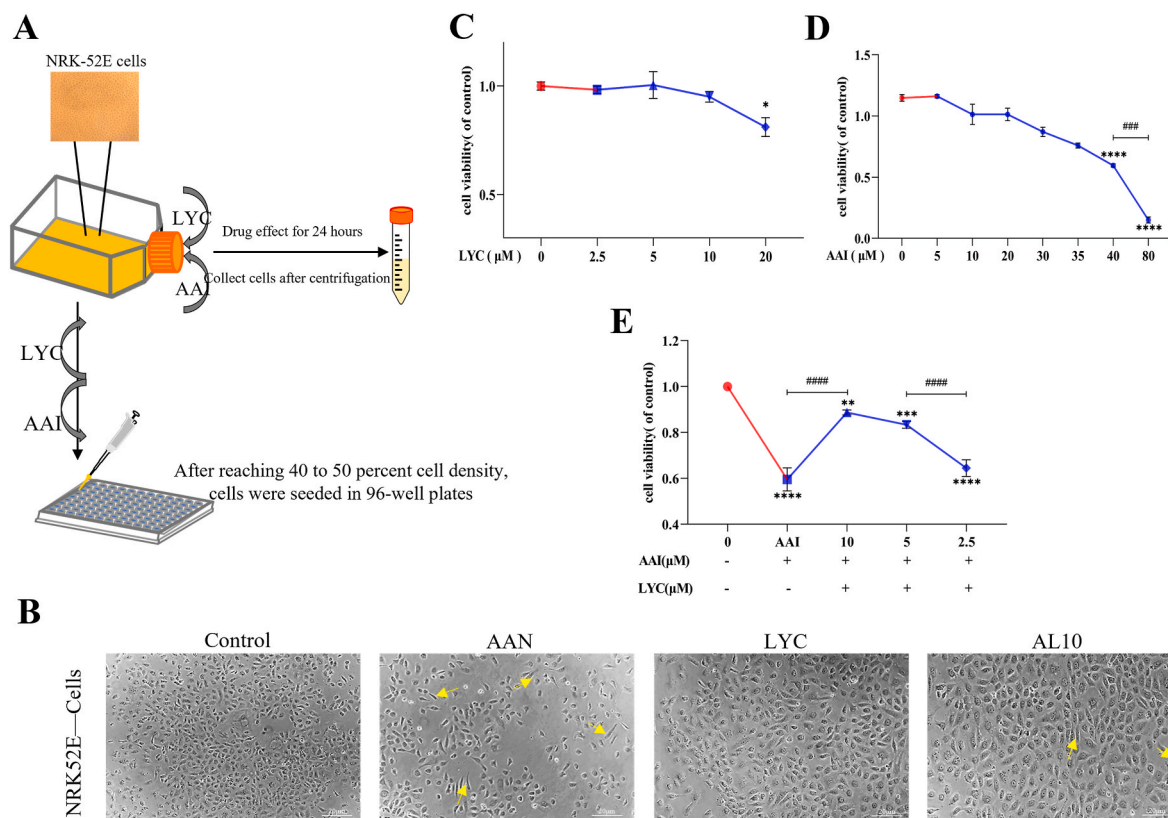 A
NRK-52E cells
LYC
AAI
Drug effect for 24 hours
Collect cells after centrifugation
LYC
AAI
After reaching 40 to 50 percent cell density,
cells were seeded in 96-well plates
C
cell viability( of control)
1.0
0.5
*
LYC ( μM )
0 2.5 5 10 20
D
cell viability( of control)
1.5
1.0
0.5
0.0
****
###
****
AAI ( μM )
0 5 10 20 30 35 40 80
E
cell viability( of control)
1.2
1.0
0.8
0.6
0.4
####
####
**
***
****
****
0 AAI 10 5 2.5
AAI(μM) - + + + +
LYC(μM) - - + + +
B
Control AAN LYC AL10
NRK52E—Cells